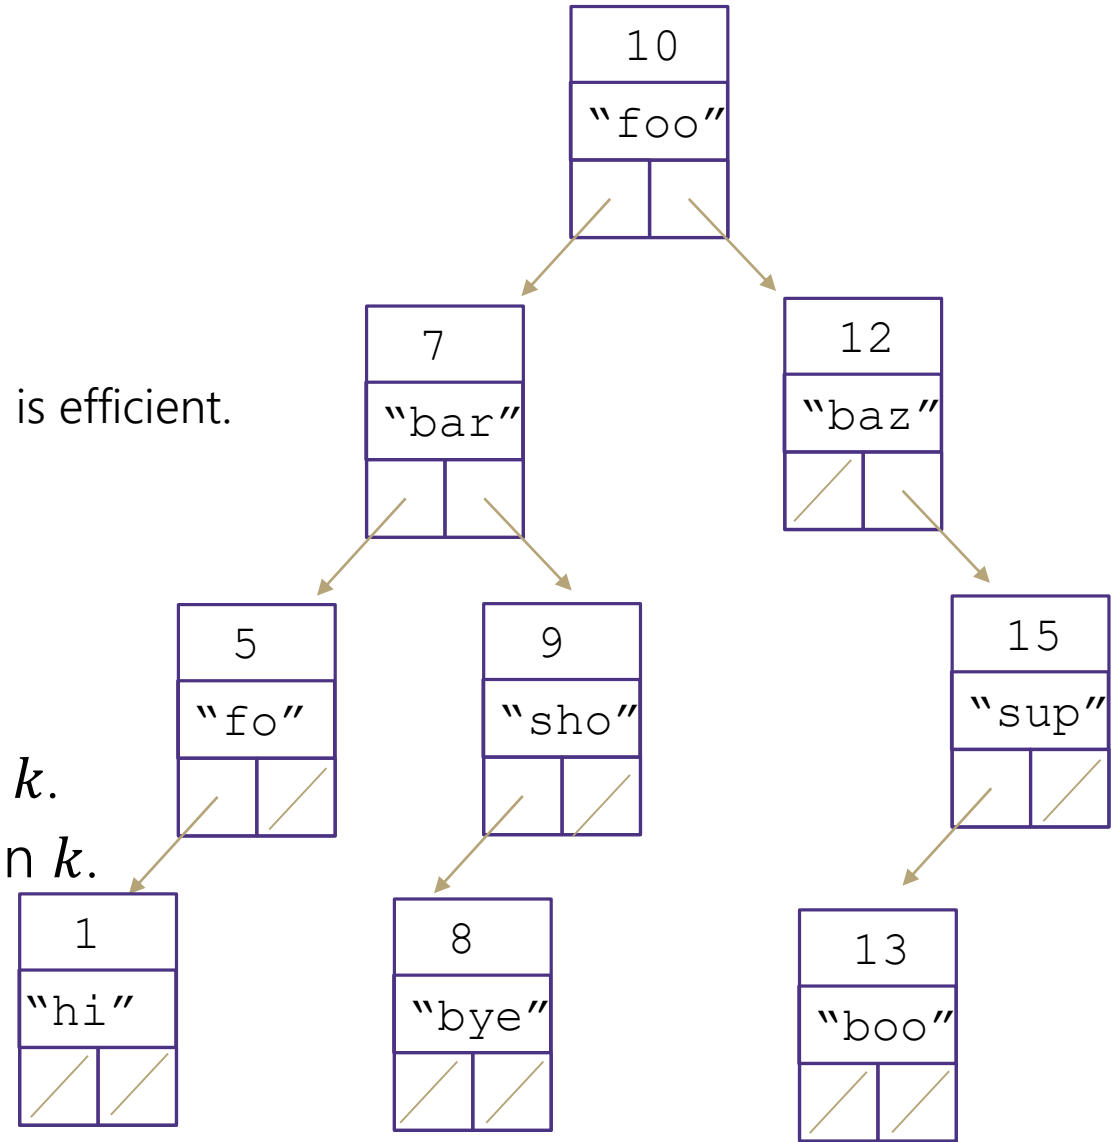 10
“foo”
7
12
is efficient.
“bar”
“baz”
5
9
15
“fo”
“sho”
“sup”
k.
n k.
1
8
13
“hi”
“bye”
“boo”